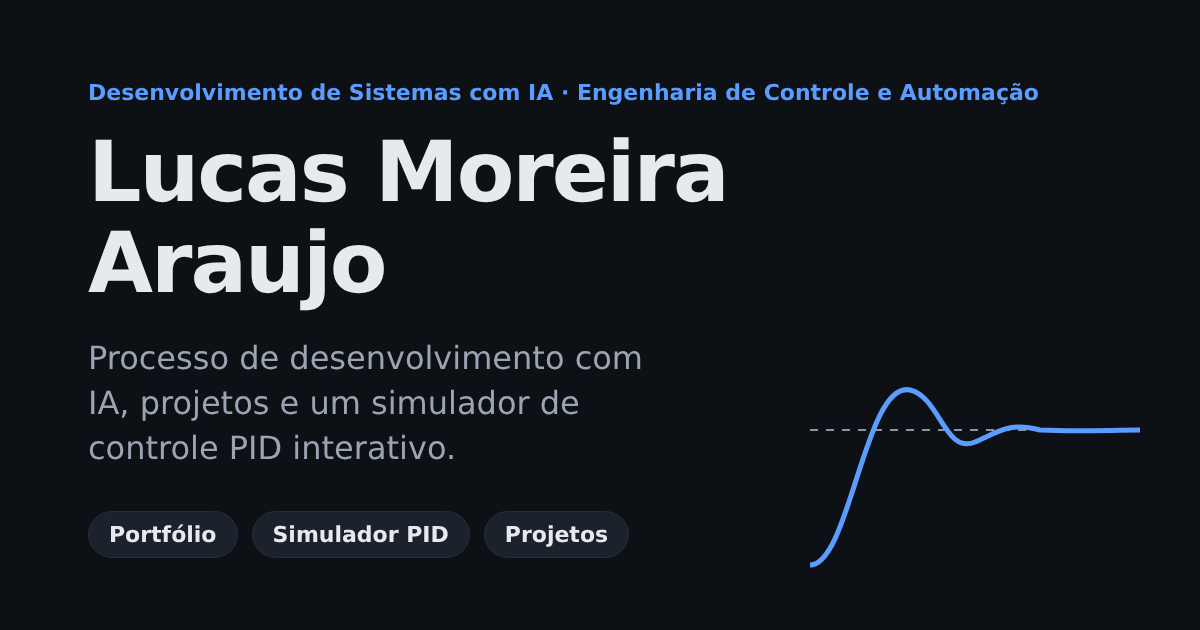 Desenvolvimento de Sistemas com IA · Engenharia de Controle e Automação
Lucas Moreira
Araujo
Processo de desenvolvimento com
IA, projetos e um simulador de
controle PID interativo.
Portfólio
Simulador PID
Projetos